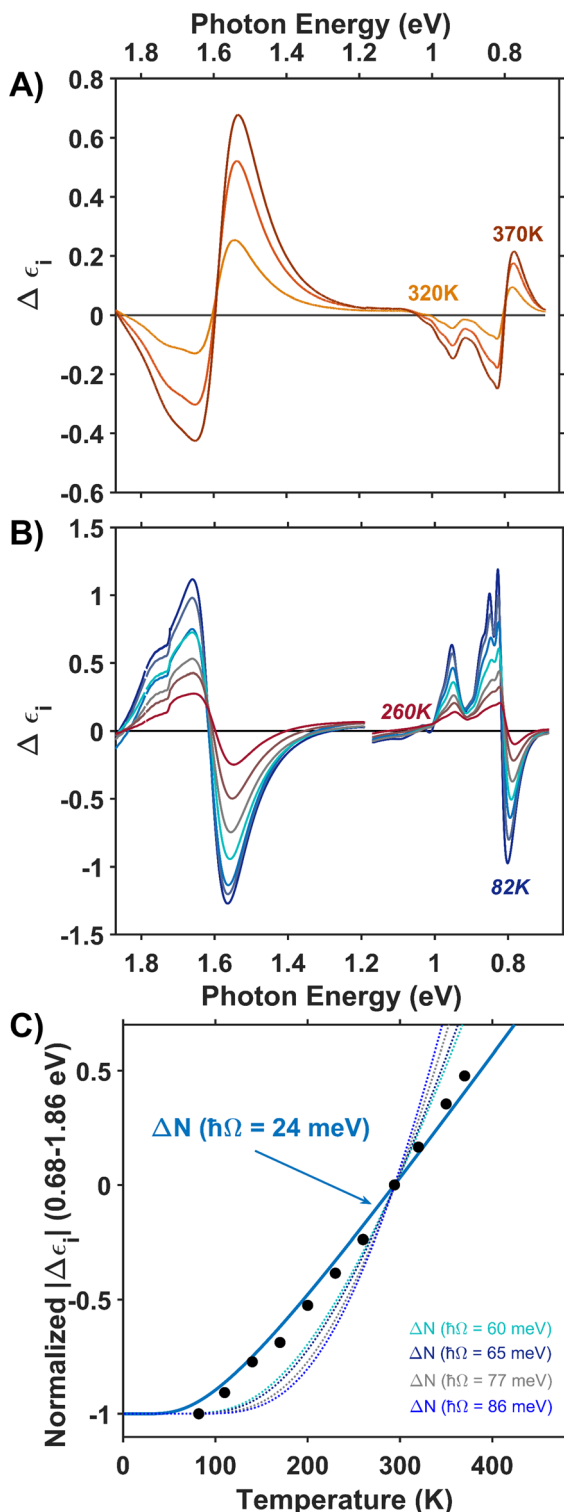 Photon Energy (eV)
1.8 1.6 1.4 1.2 1 0.8
A)
0.8
0.6
0.4
0.2
0
-0.2
-0.4
-0.6
Δ ϵi
370K
320K
B)
1.5
1
0.5
0
-0.5
-1
-1.5
Δ ϵi
260K
82K
1.8 1.6 1.4 1.2 1 0.8
Photon Energy (eV)
C)
Normalized |Δϵi| (0.68-1.86 eV)
0.5
0
-0.5
-1
ΔN (ħΩ = 24 meV)
ΔN (ħΩ = 60 meV)
ΔN (ħΩ = 65 meV)
ΔN (ħΩ = 77 meV)
ΔN (ħΩ = 86 meV)
0 100 200 300 400
Temperature (K)